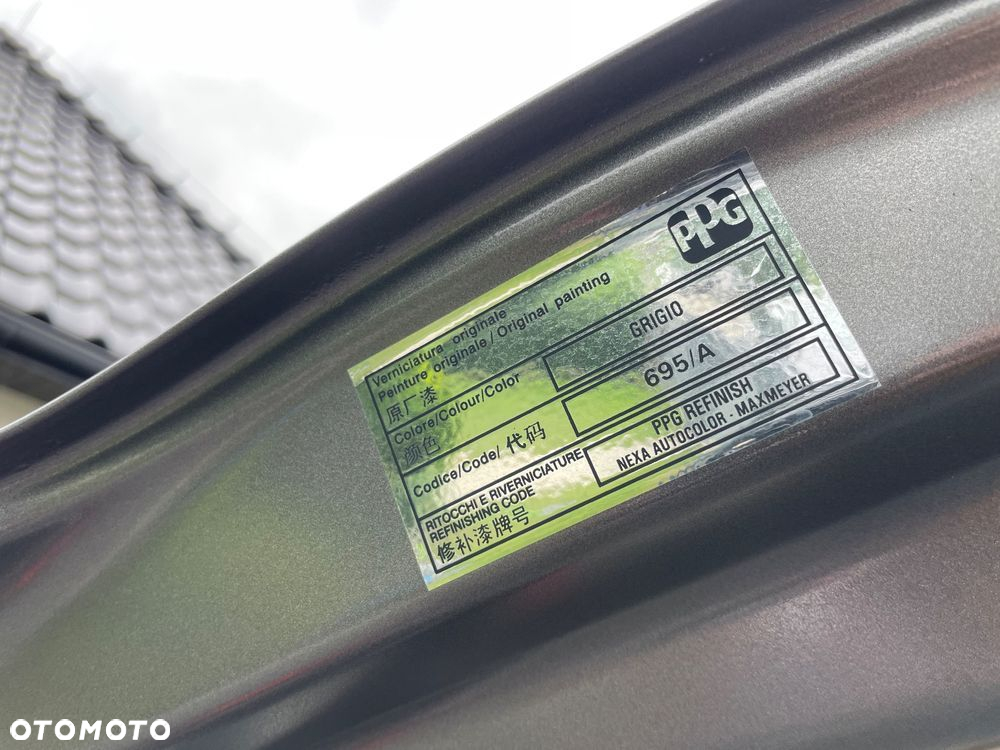 PPG
Verniciatura originale
Peinture originale / Original painting
原厂漆
Colore/Colour/Color
颜色
GRIGIO
Codice/Code/ 代码
695/A
RITOCCHI E RIVERNICIATURE
REFINISHING CODE
修补漆牌号
PPG REFINISH
NEXA AUTOCOLOR - MAXMEYER
OTOMOTO